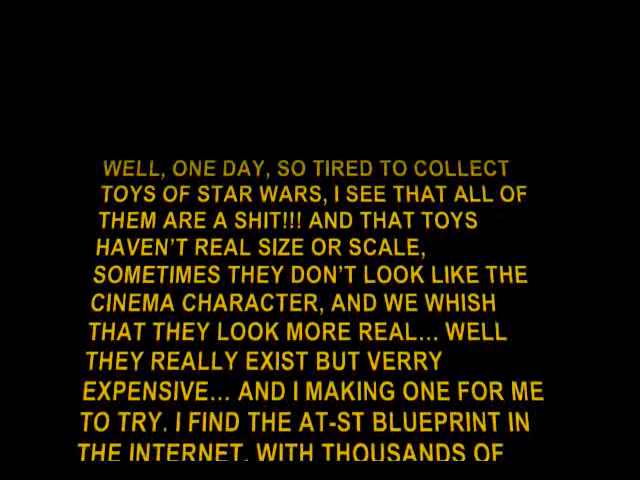 WELL, ONE DAY, SO TIRED TO COLLECT
TOYS OF STAR WARS, I SEE THAT ALL OF
THEM ARE A SHIT!!! AND THAT TOYS
HAVEN'T REAL SIZE OR SCALE,
SOMETIMES THEY DON'T LOOK LIKE THE
CINEMA CHARACTER, AND WE WHISH
THAT THEY LOOK MORE REAL... WELL
THEY REALLY EXIST BUT VERRY
EXPENSIVE... AND I MAKING ONE FOR ME
TO TRY. I FIND THE AT-ST BLUEPRINT IN
THE INTERNET. WITH THOUSANDS OF